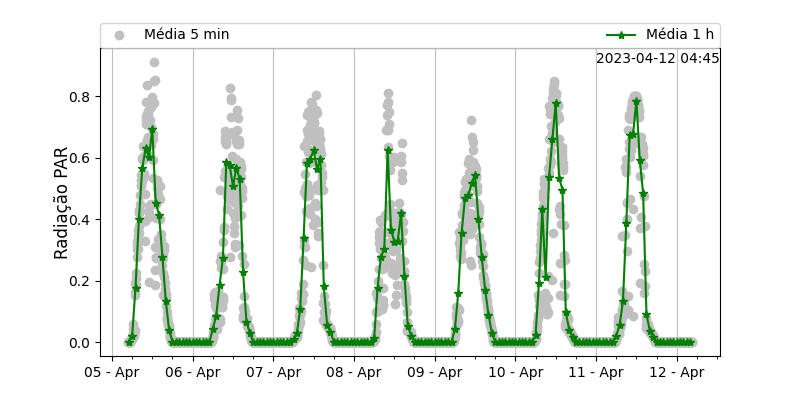 Média 5 min
Média 1 h
2023-04-12 04:45
Radiação PAR
0.8
0.6
0.4
0.2
0.0
05 - Apr
06 - Apr
07 - Apr
08 - Apr
09 - Apr
10 - Apr
11 - Apr
12 - Apr